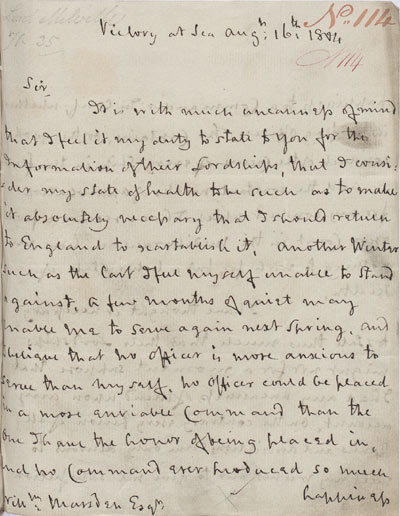 Lord Melville
No. 114
35
114
Victory at Sea Augt: 16th: 1804
Sir,
It is with much uneasiness of mind
that I feel it my duty to state to you for the
Information of their Lordships, that I consi-
der my state of health to be such as to make
it absolutely necessary that I should return
to England to reestablish it. Another Winter
such as the last I feel myself unable to stand
against, A few months of quiet may
enable me to serve again next Spring, and
I believe that no officer is more anxious to
serve than myself, no officer could be placed
in a more enviable Command than the
one I have the honor of being placed in,
and no Command ever produced so much
Willm Marsden Esqr. happiness